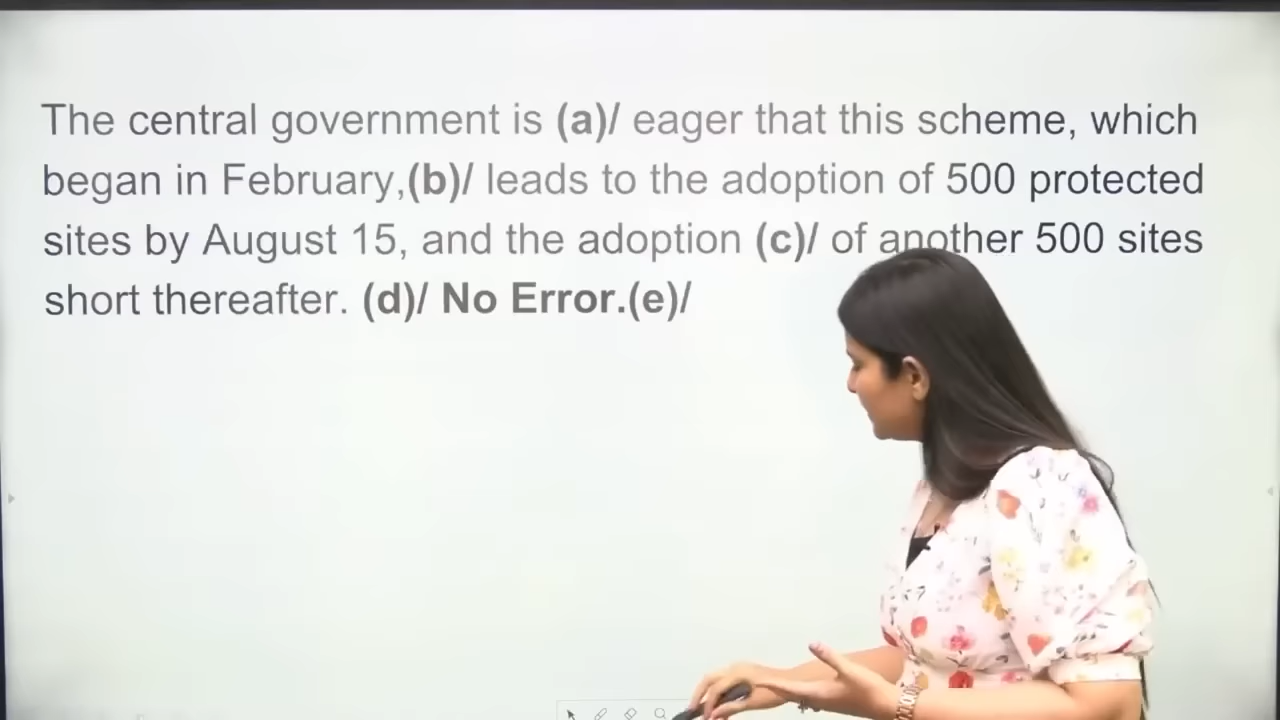 The central government is (a)/ eager that this scheme, which
began in February,(b)/ leads to the adoption of 500 protected
sites by August 15, and the adoption (c)/ of another 500 sites
short thereafter. (d)/ No Error.(e)/